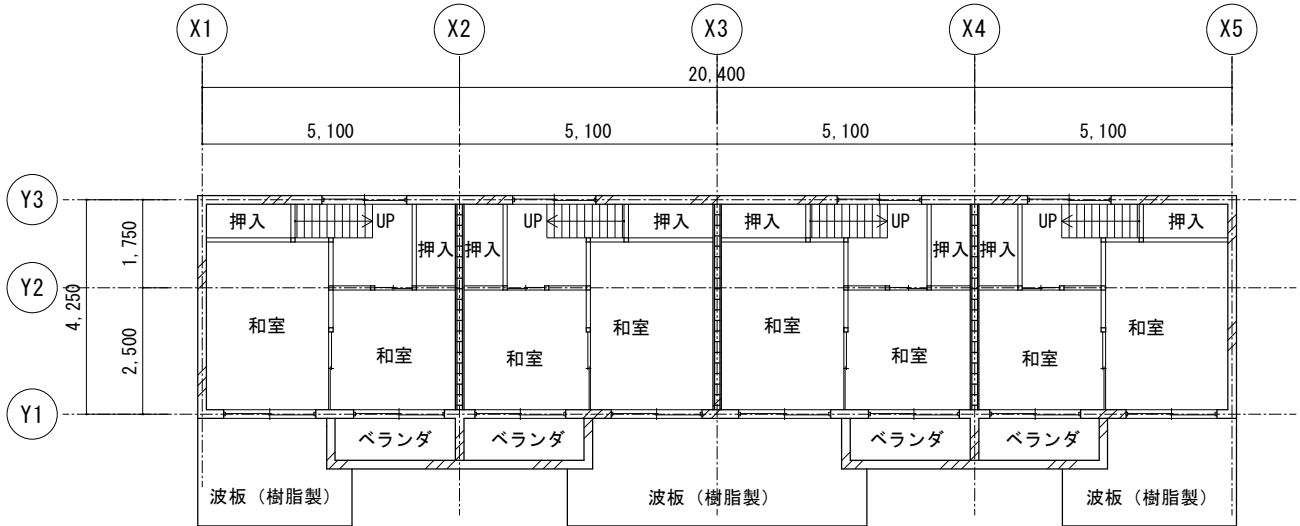 X1 X2 X3 X4 X5
20,400
5,100 5,100 5,100 5,100
Y3
押入 UP UP 押入 押入 UP UP 押入
1,750
押入 押入 押入 押入
Y2
4,250
和室 和室 和室 和室
2,500
和室 和室 和室 和室
Y1
ベランダ ベランダ ベランダ ベランダ
波板（樹脂製） 波板（樹脂製） 波板（樹脂製）